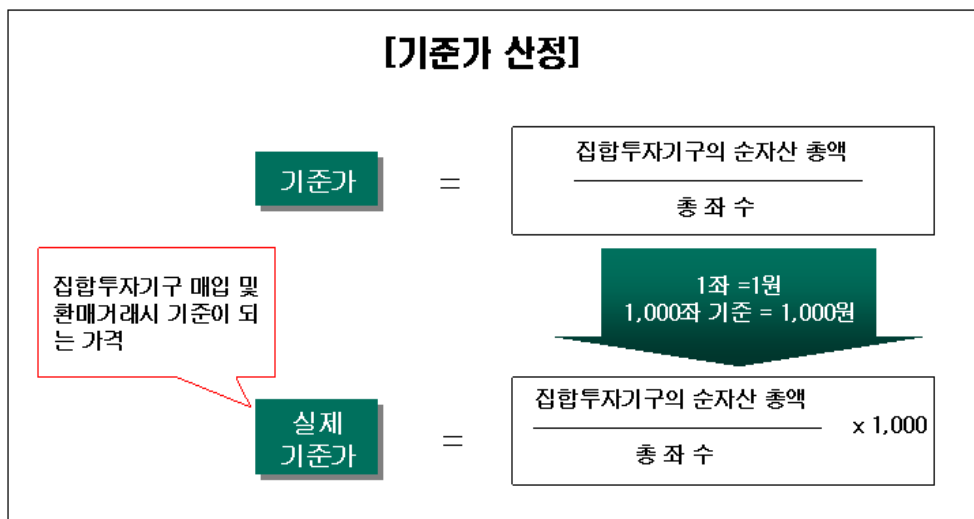 [기준가 산정]
기준가
=
집합투자기구의 순자산 총액
총 좌 수
집합투자기구 매입 및
환매거래시 기준이 되
는 가격
1좌 =1원
1,000좌 기준 = 1,000원
실제
기준가
=
집합투자기구의 순자산 총액
총 좌 수
x 1,000